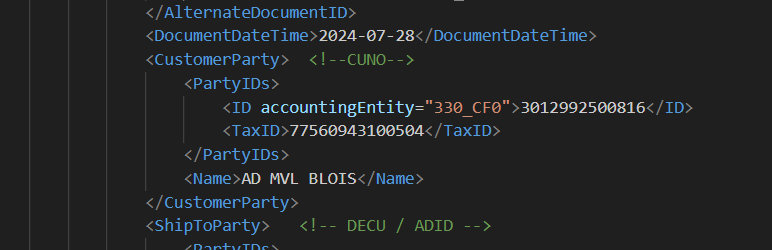 </AlternateDocumentID>
<DocumentDateTime>2024-07-28</DocumentDateTime>
<CustomerParty>  <!--CUNO-->
<PartyIDs>
<ID accountingEntity="330_CF0">3012992500816</ID>
<TaxID>77560943100504</TaxID>
</PartyIDs>
<Name>AD MVL BLOIS</Name>
</CustomerParty>
<ShipToParty>   <!-- DECU / ADID -->
<PartyIDs>